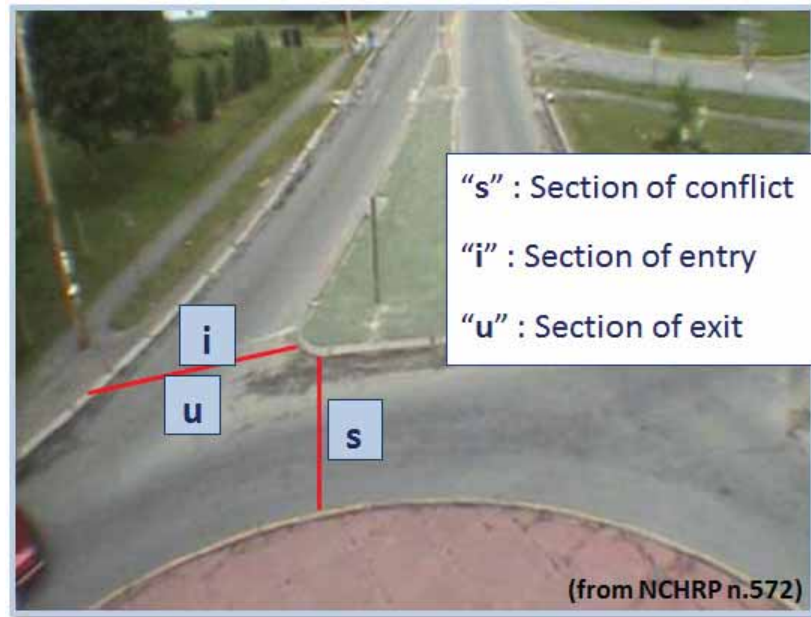 “s” : Section of conflict
“i” : Section of entry
“u” : Section of exit
i
u
s
(from NCHRP n.572)